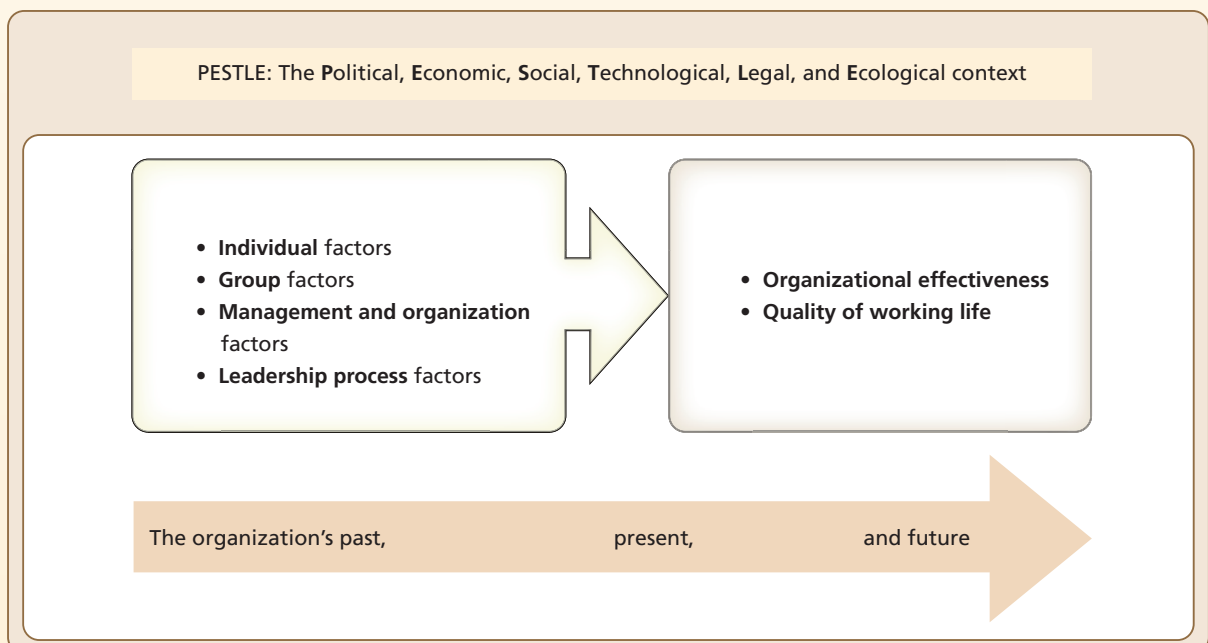 PESTLE: The Political, Economic, Social, Technological, Legal, and Ecological context
• Individual factors
• Group factors
• Management and organization
factors
• Leadership process factors
• Organizational effectiveness
• Quality of working life
The organization’s past, present, and future